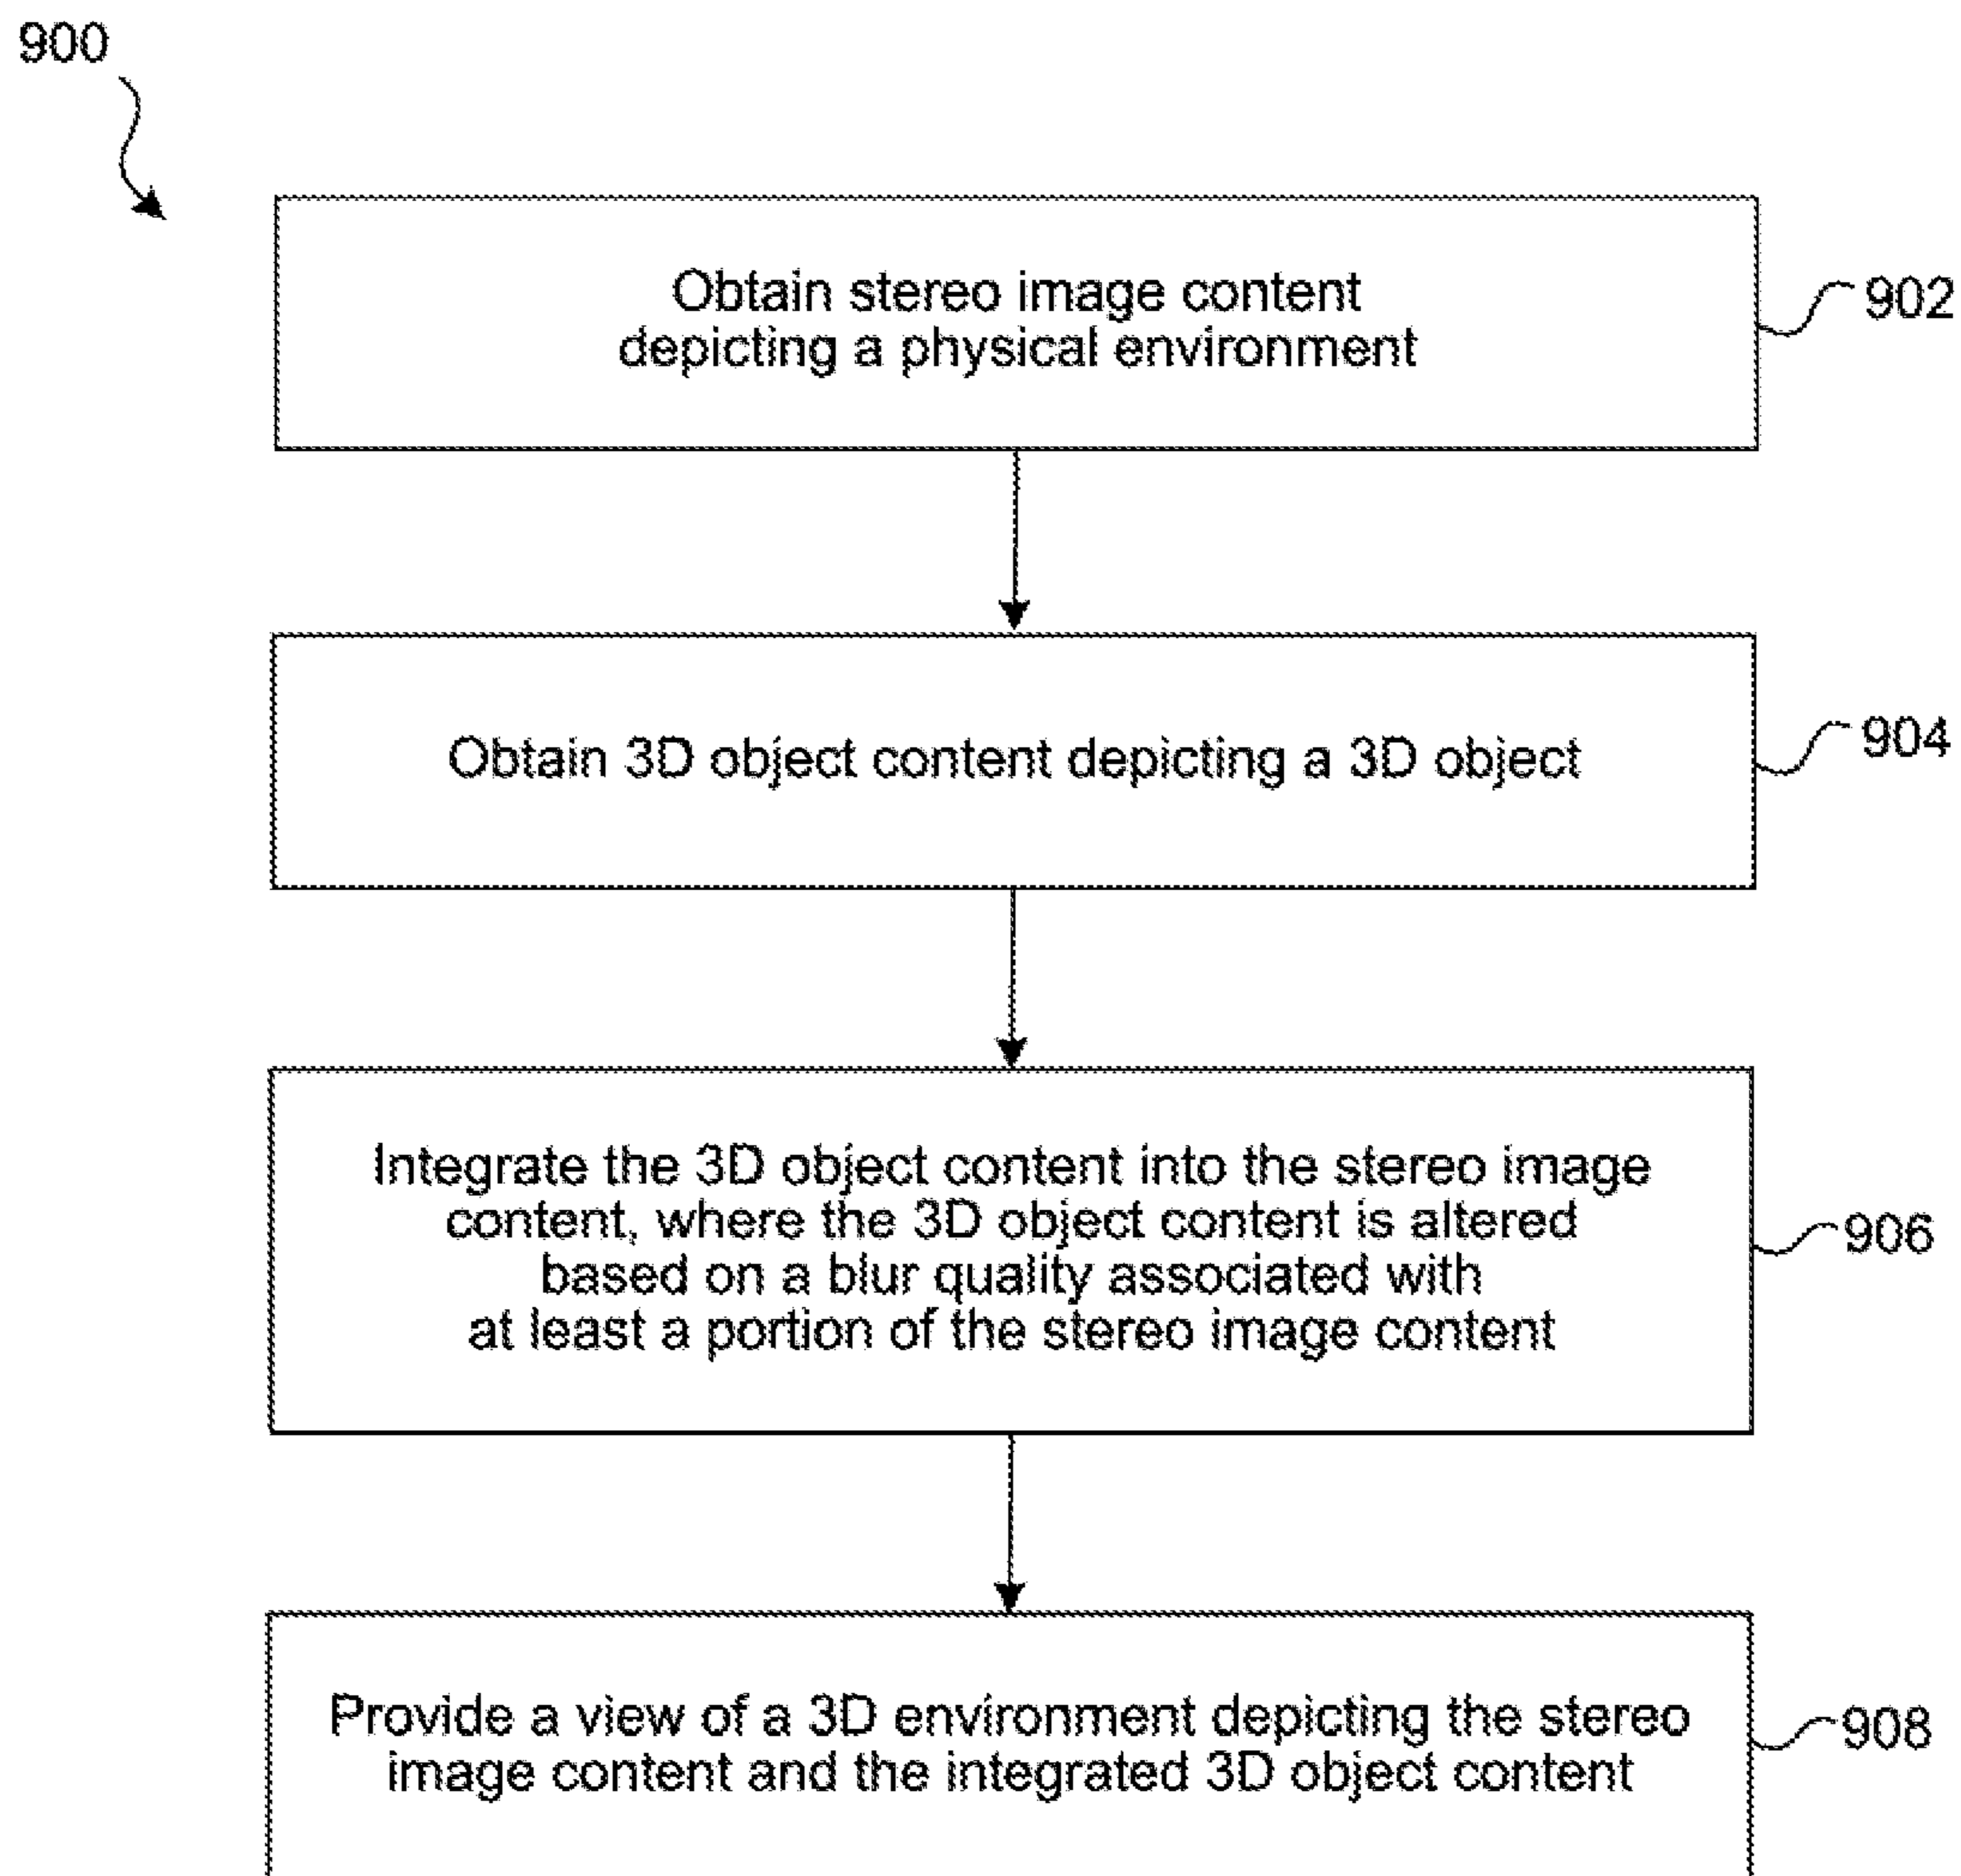 900
Obtain stereo image content
depicting a physical environment
902
Obtain 3D object content depicting a 3D object
904
Integrate the 3D object content into the stereo image
content, where the 3D object content is altered
based on a blur quality associated with
at least a portion of the stereo image content
906
Provide a view of a 3D environment depicting the stereo
image content and the integrated 3D object content
908